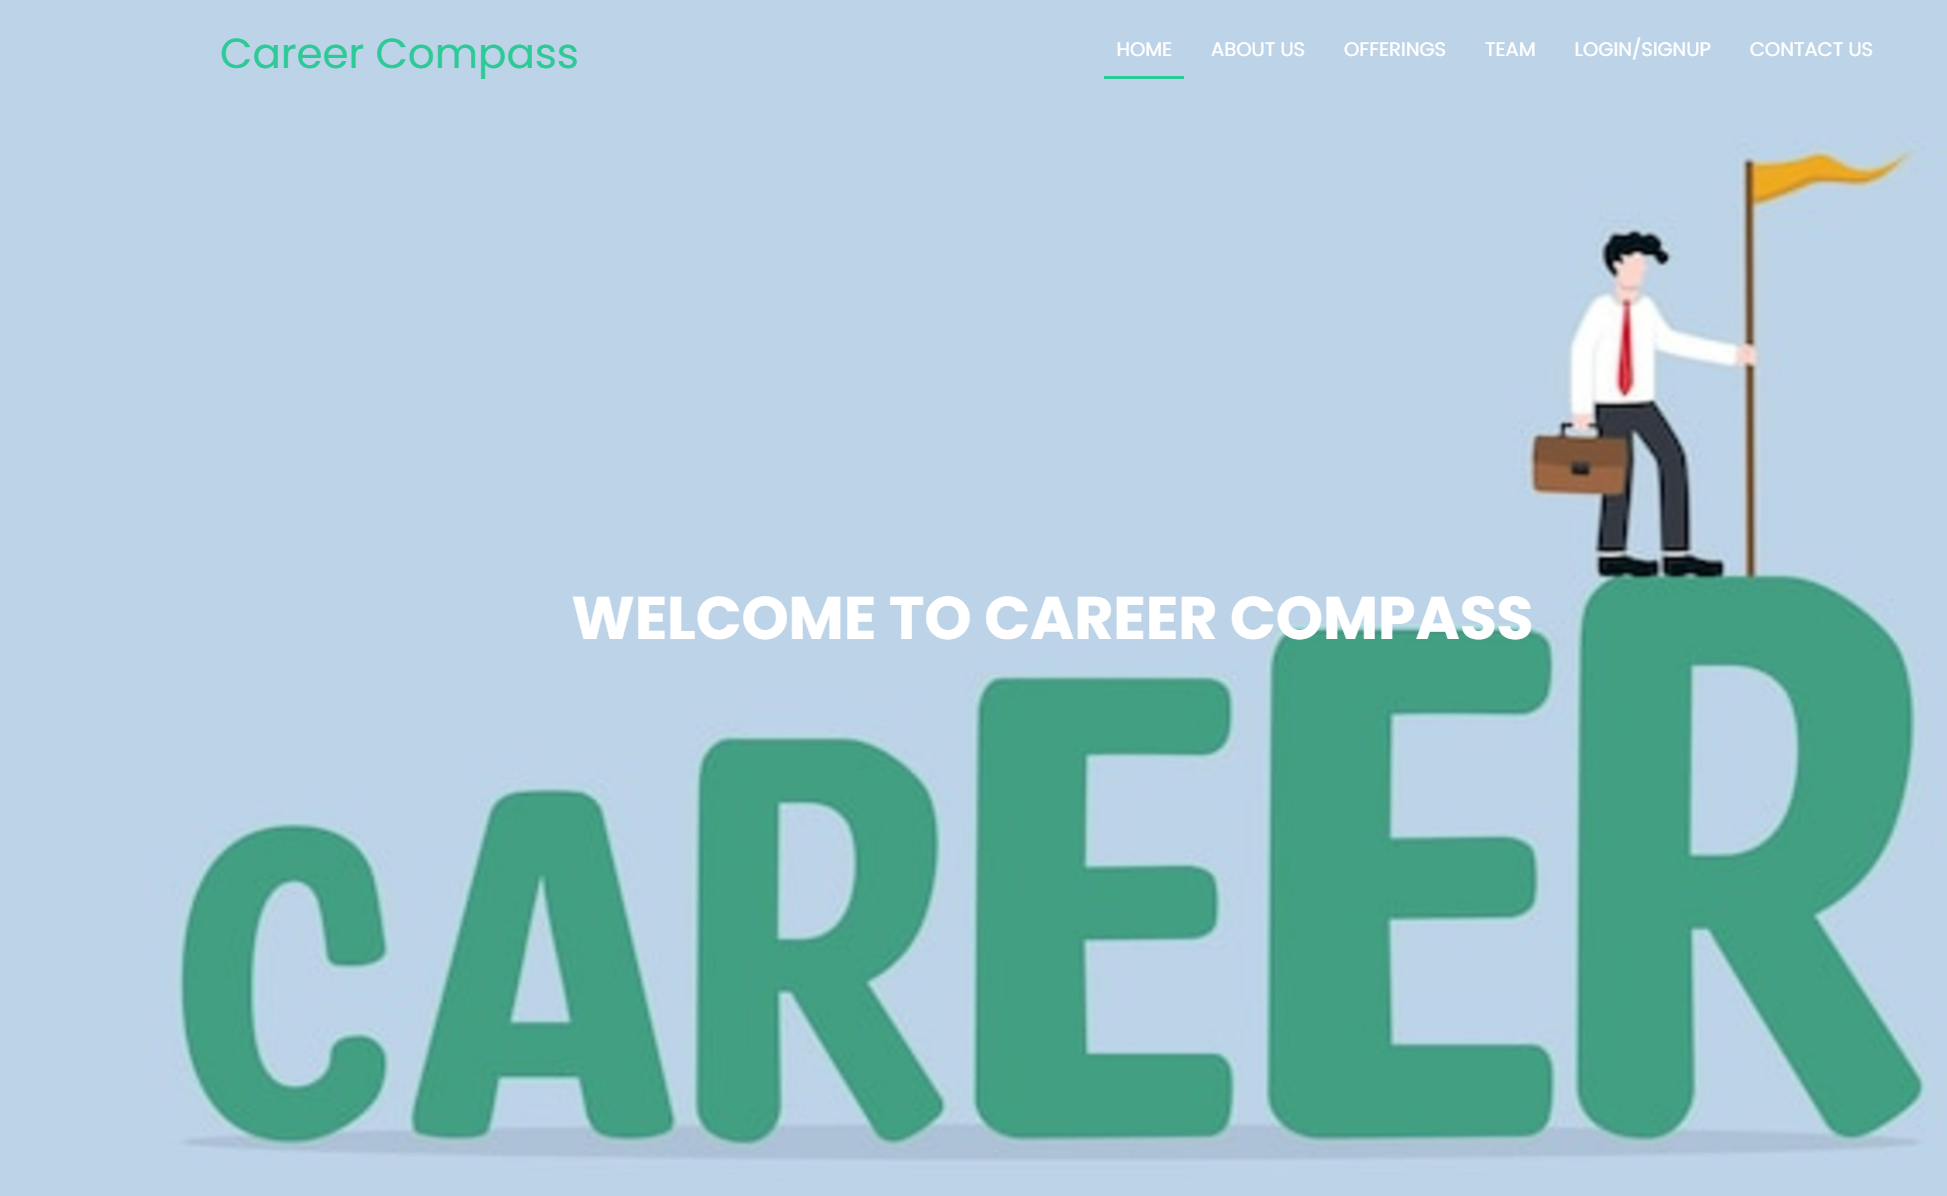 Career Compass
HOME ABOUT US OFFERINGS TEAM LOGIN/SIGNUP CONTACT US
WELCOME TO CAREER COMPASS
CAREER